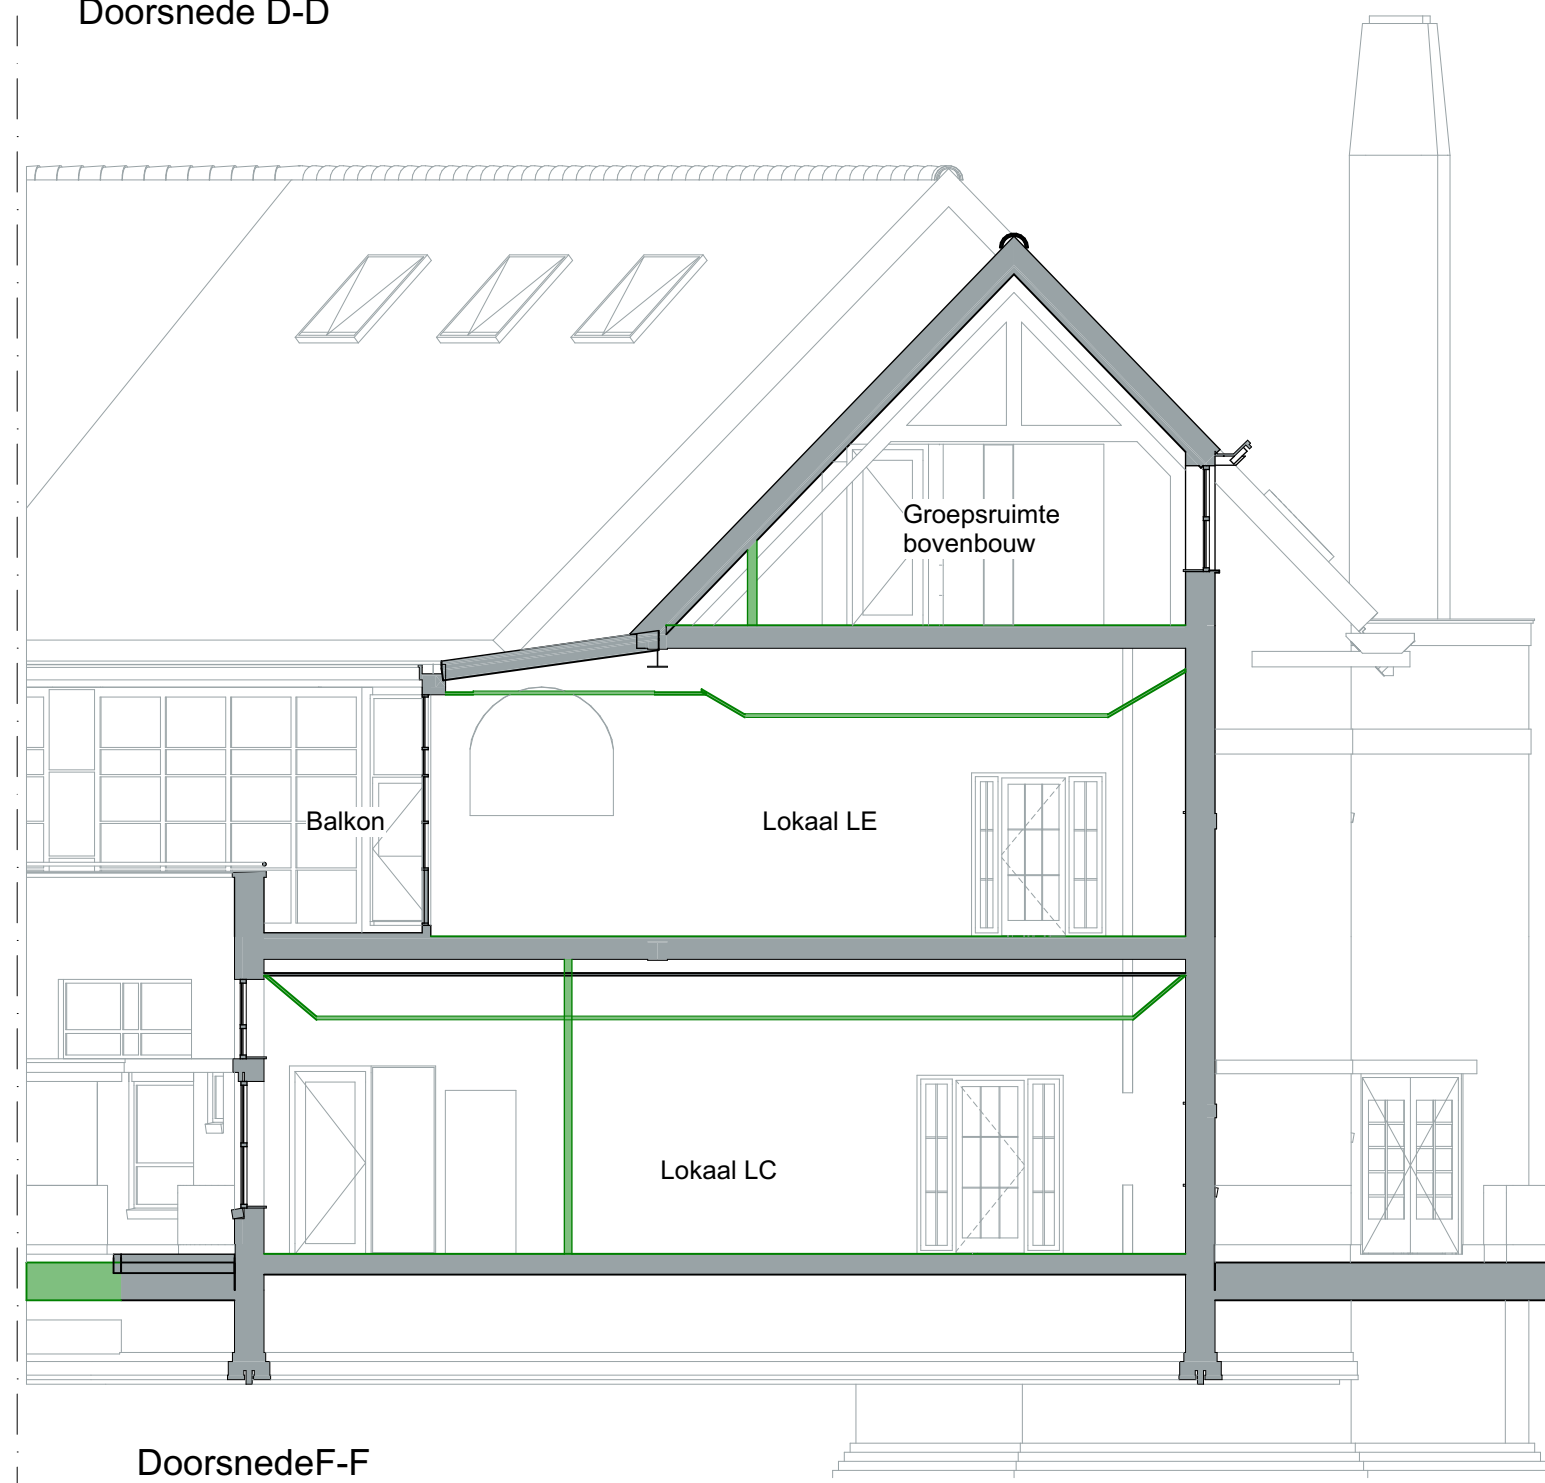 Doorsnede D-D
Groepsruimte
bovenbouw
Balkon
Lokaal LE
Lokaal LC
DoorsnedeF-F